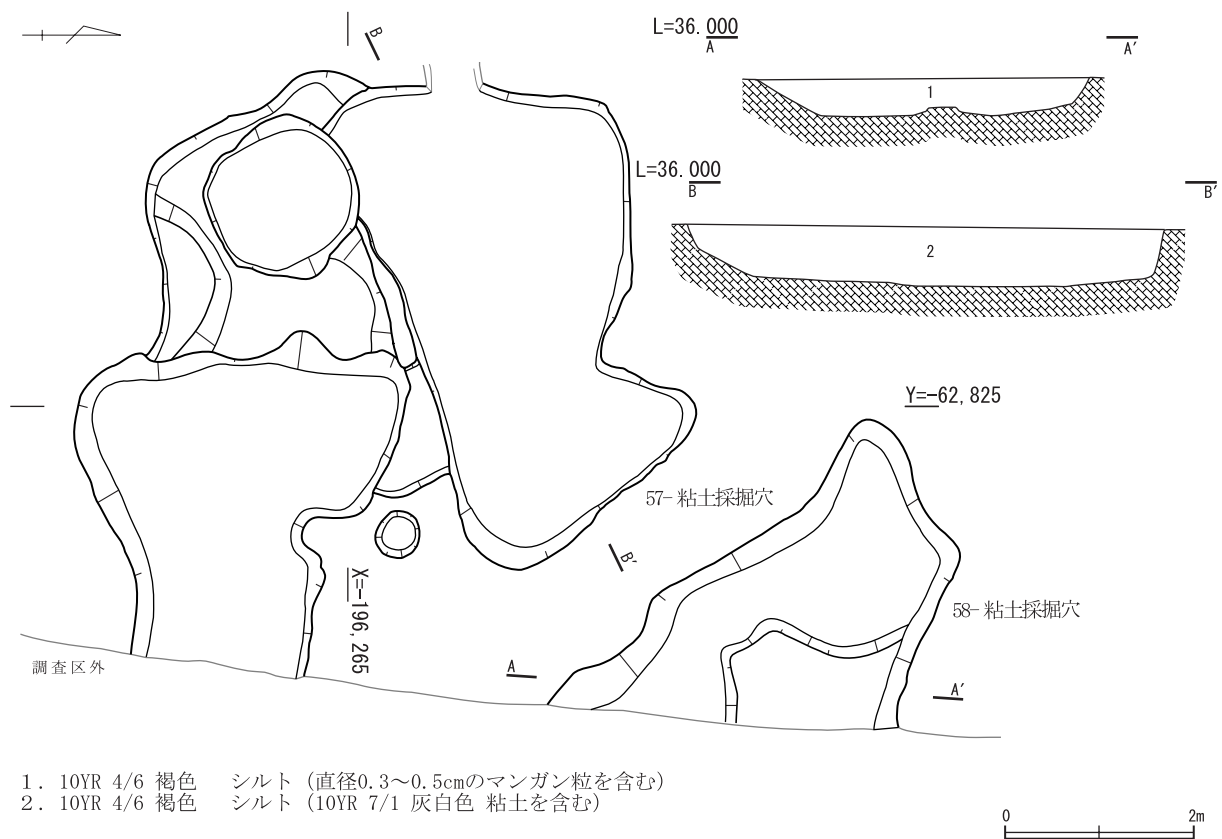 B
L=36.000
A
A'
1
L=36.000
B
B'
2
Y=-62,825
57-粘土採掘穴
B'
X=-196,265
58-粘土採掘穴
調査区外
A
A'
1. 10YR 4/6 褐色 シルト (直径0.3～0.5cmのマンガン粒を含む)
2. 10YR 4/6 褐色 シルト (10YR 7/1 灰白色 粘土を含む)
0 2m